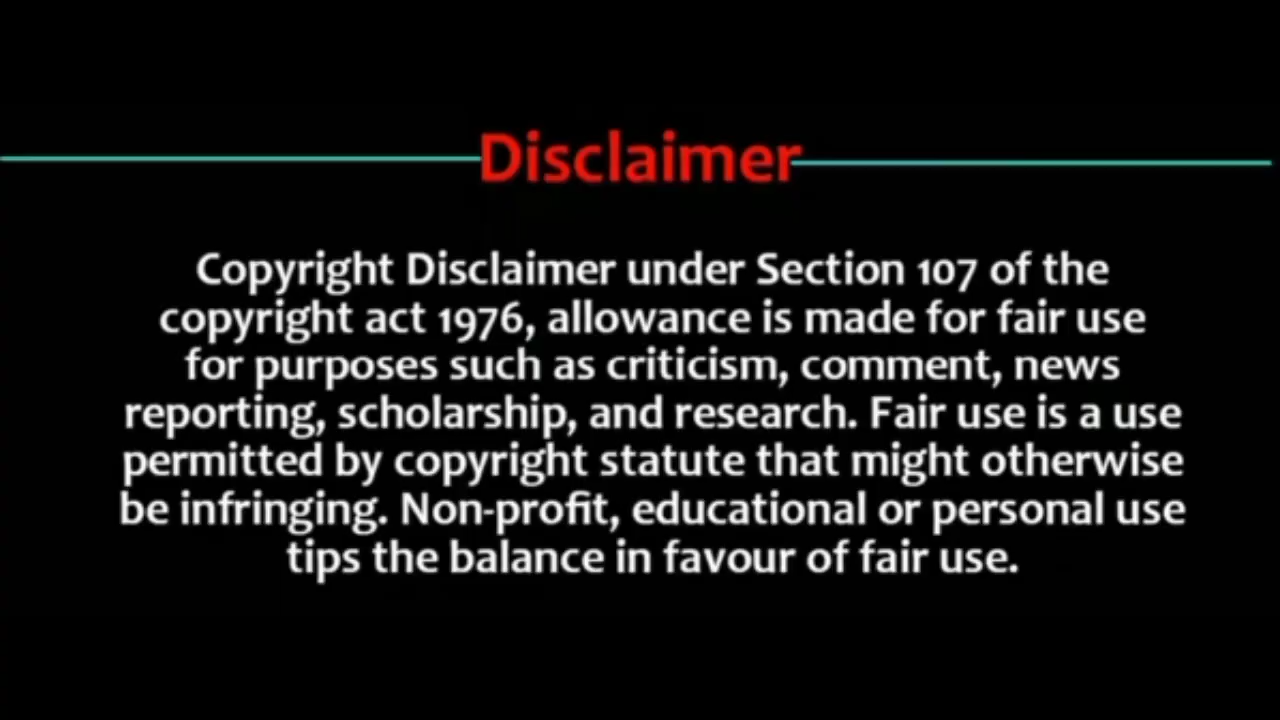 Disclaimer
Copyright Disclaimer under Section 107 of the
copyright act 1976, allowance is made for fair use
for purposes such as criticism, comment, news
reporting, scholarship, and research. Fair use is a use
permitted by copyright statute that might otherwise
be infringing. Non-profit, educational or personal use
tips the balance in favour of fair use.